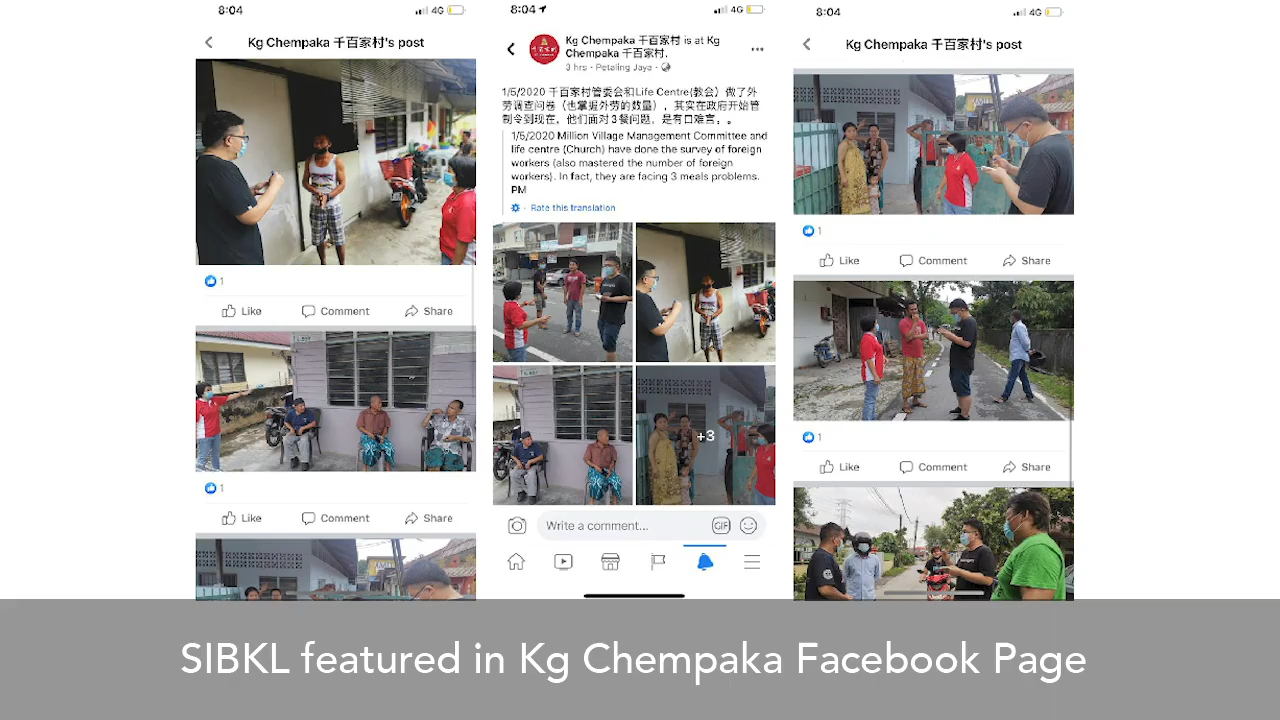 8:04
4G
Kg Chempaka 千百家村's post
1
Like
Comment
Share
1
Like
Comment
Share
8:04
4G
Kg Chempaka 千百家村 is at Kg
Chempaka 千百家村.
3 hrs · Petaling Jaya ·
1/5/2020 千百家村管委会和Life Centre(教会）做了外
劳调查问卷（也掌握外劳的数量），其实在政府开始管
制令到现在，他们面对3餐问题，是有口难言。。
1/5/2020 Million Village Management Committee and
life centre (Church) have done the survey of foreign
workers (also mastered the number of foreign
workers). In fact, they are facing 3 meals problems.
PM
· Rate this translation
+3
Write a comment...
GIF
8:04
4G
Kg Chempaka 千百家村's post
1
Like
Comment
Share
1
Like
Comment
Share
SIBKL featured in Kg Chempaka Facebook Page